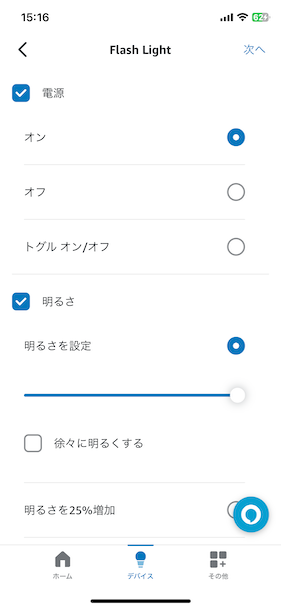 15:16
62
Flash Light
次へ
電源
オン
オフ
トグル オン/オフ
明るさ
明るさを設定
徐々に明るくする
明るさを25%増加
ホーム
デバイス
その他